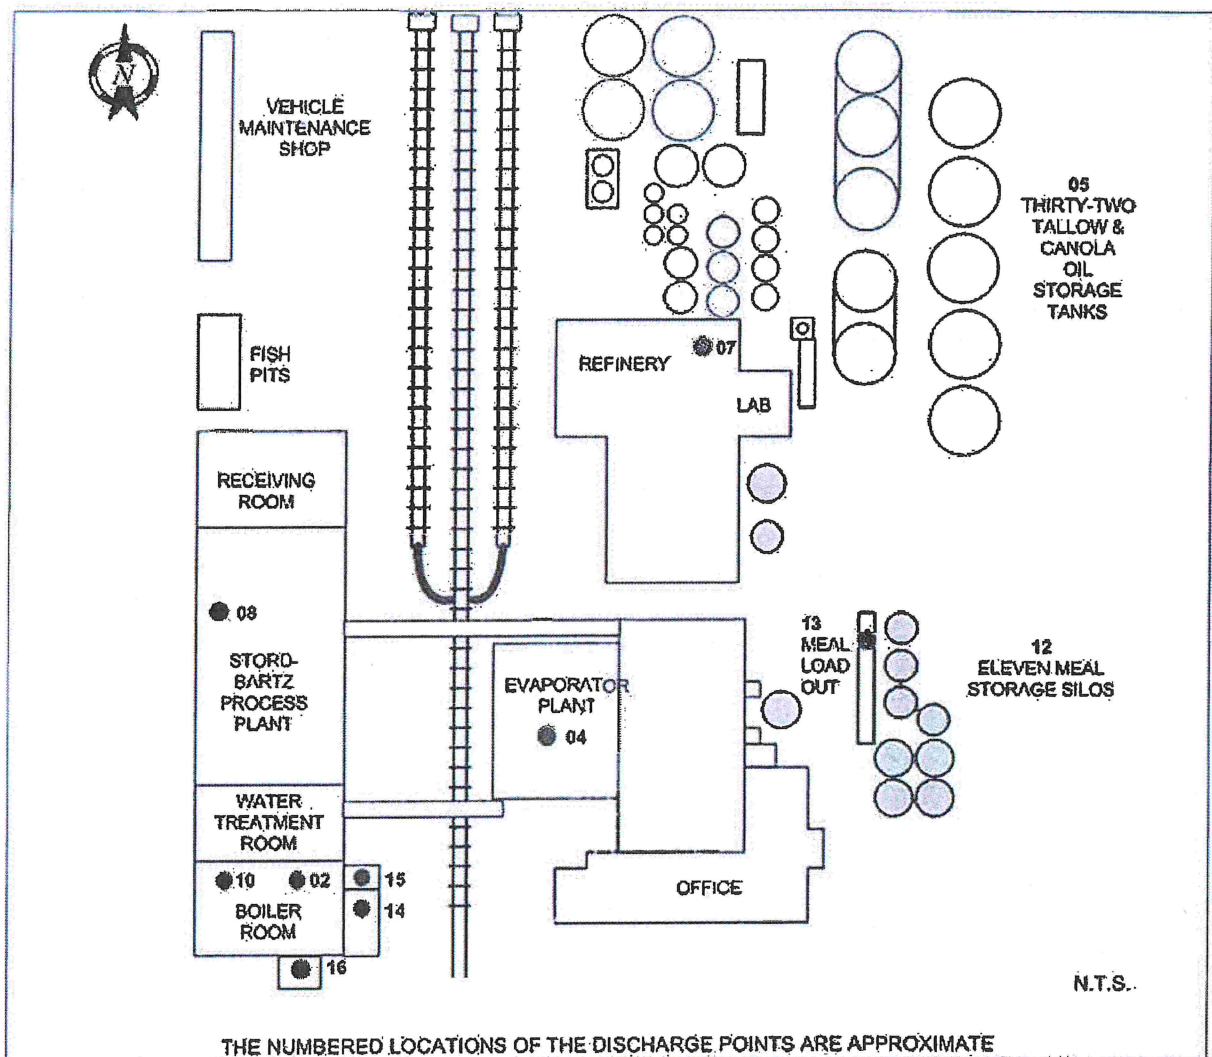 N
VEHICLE
MAINTENANCE
SHOP
05
THIRTY-TWO
TALLOW &
CANOLA
OIL
STORAGE
TANKS
FISH
PITS
REFINERY
07
LAB
RECEIVING
ROOM
08
STORD-
BARTZ
PROCESS
PLANT
EVAPORATOR
PLANT
04
13
MEAL
LOAD
OUT
12
ELEVEN MEAL
STORAGE SILOS
WATER
TREATMENT
ROOM
10
02
15
14
BOILER
ROOM
16
OFFICE
N.T.S.
THE NUMBERED LOCATIONS OF THE DISCHARGE POINTS ARE APPROXIMATE